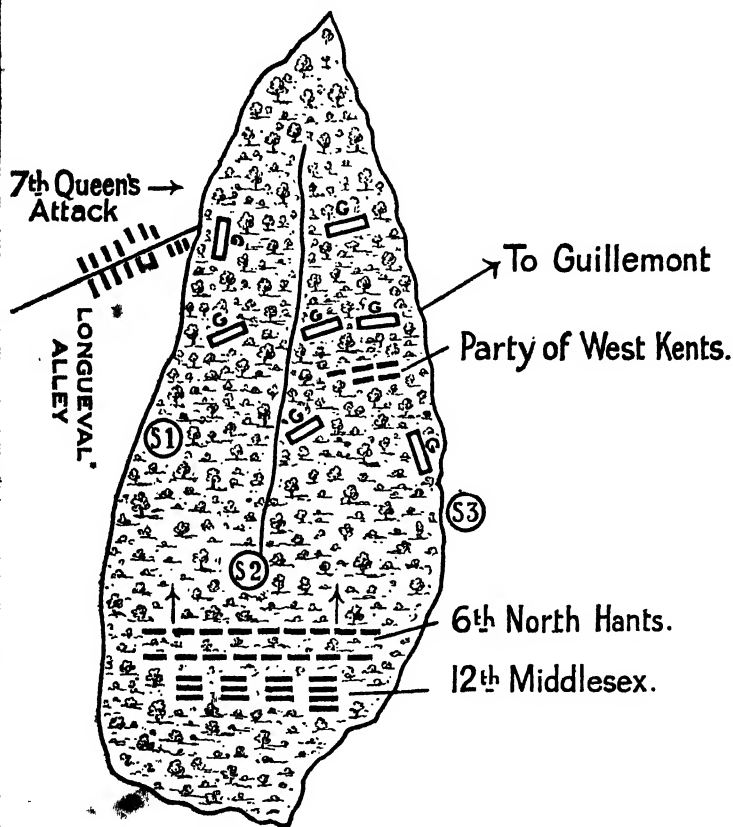 7th Queen's
Attack
G
G
G
To Guillemont
G
G
G
Party of West Kents.
LONGUEVAL
ALLEY
G
G
S1
S3
S2
6th North Hants.
12th Middlesex.